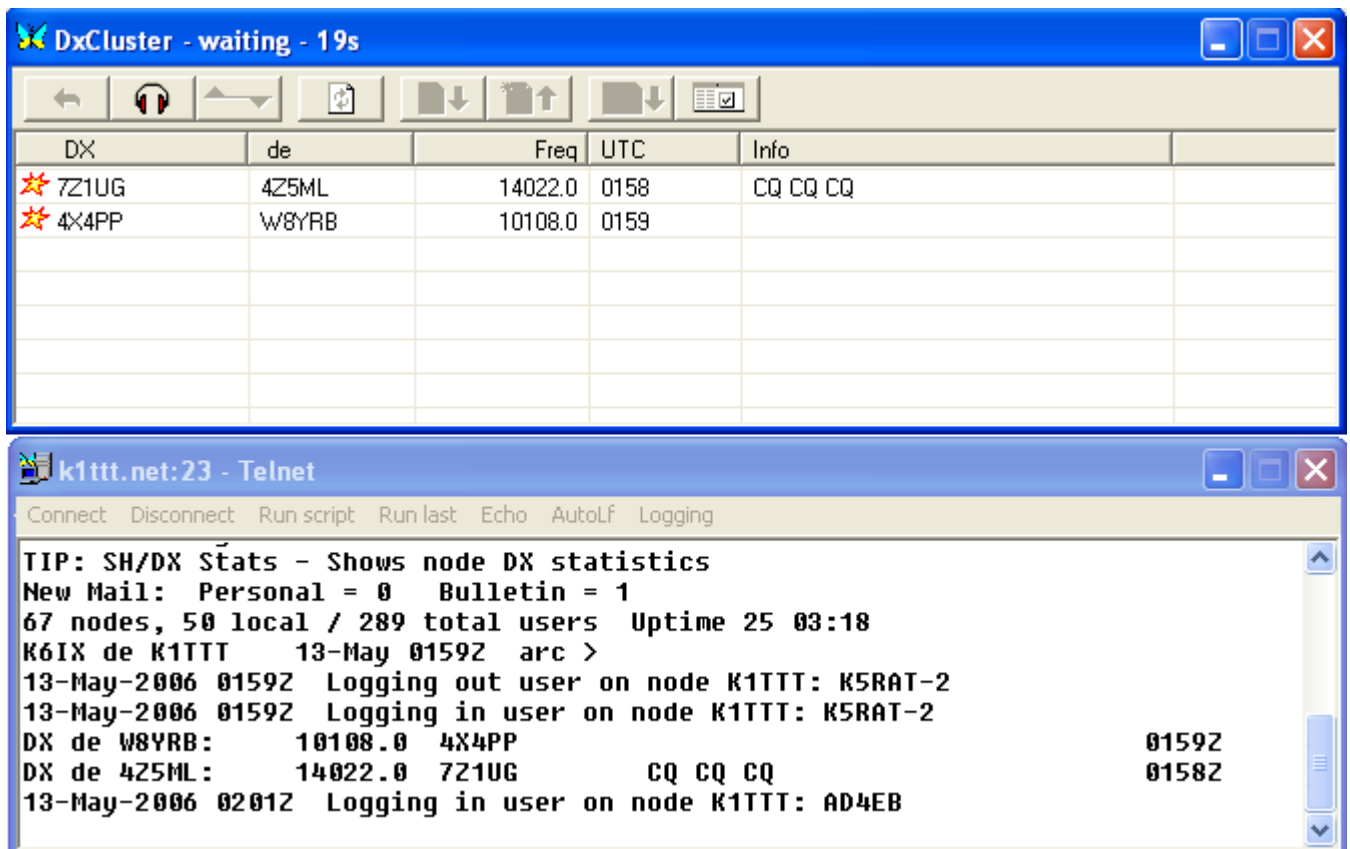 DxCluster - waiting - 19s
DX de Freq UTC Info
7Z1UG 4Z5ML 14022.0 0158 CQ CQ CQ
4X4PP W8YRB 10108.0 0159
k1ttt.net:23 - Telnet
Connect Disconnect Run script Run last Echo AutoLf Logging
TIP: SH/DX Stats - Shows node DX statistics
New Mail:  Personal = 0   Bulletin = 1
67 nodes, 50 local / 289 total users  Uptime 25 03:18
K6IX de K1TTT    13-May 0159Z  arc >
13-May-2006 0159Z  Logging out user on node K1TTT: K5RAT-2
13-May-2006 0159Z  Logging in user on node K1TTT: K5RAT-2
DX de W8YRB:     10108.0  4X4PP                                       0159Z
DX de 4Z5ML:     14022.0  7Z1UG        CQ CQ CQ                       0158Z
13-May-2006 0201Z  Logging in user on node K1TTT: AD4EB